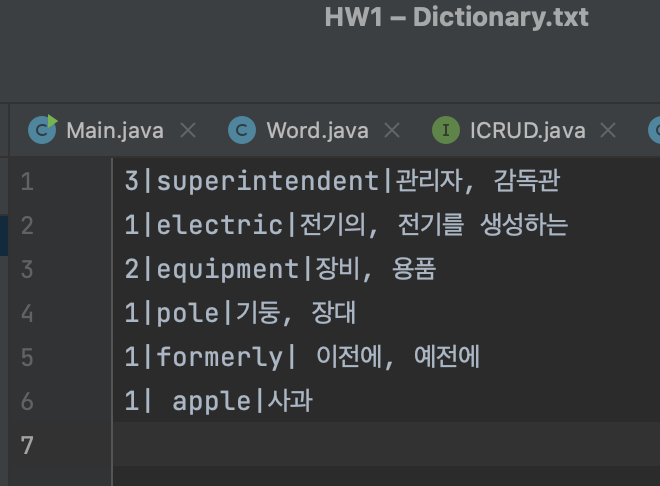 HW1 – Dictionary.txt
Main.java Word.java ICRUD.java
1 3|superintendent|관리자, 감독관
2 1|electric|전기의, 전기를 생성하는
3 2|equipment|장비, 용품
4 1|pole|기둥, 장대
5 1|formerly| 이전에, 예전에
6 1| apple|사과
7